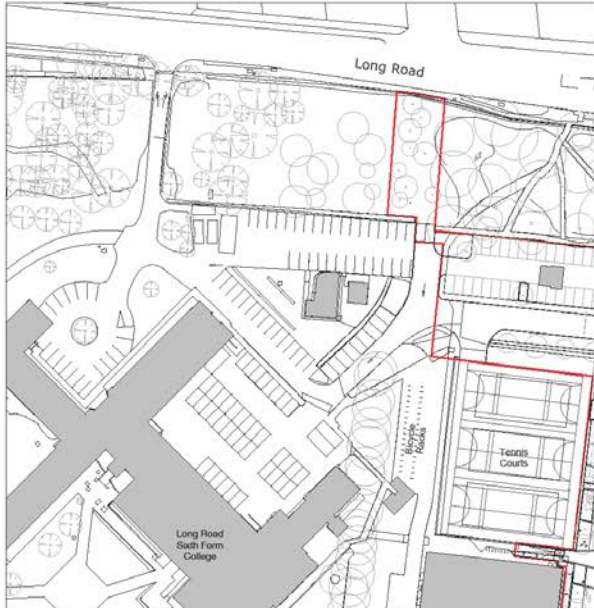 Long Road
Bicycle
Racks
Tennis
Courts
Long Road
Sixth Form
College